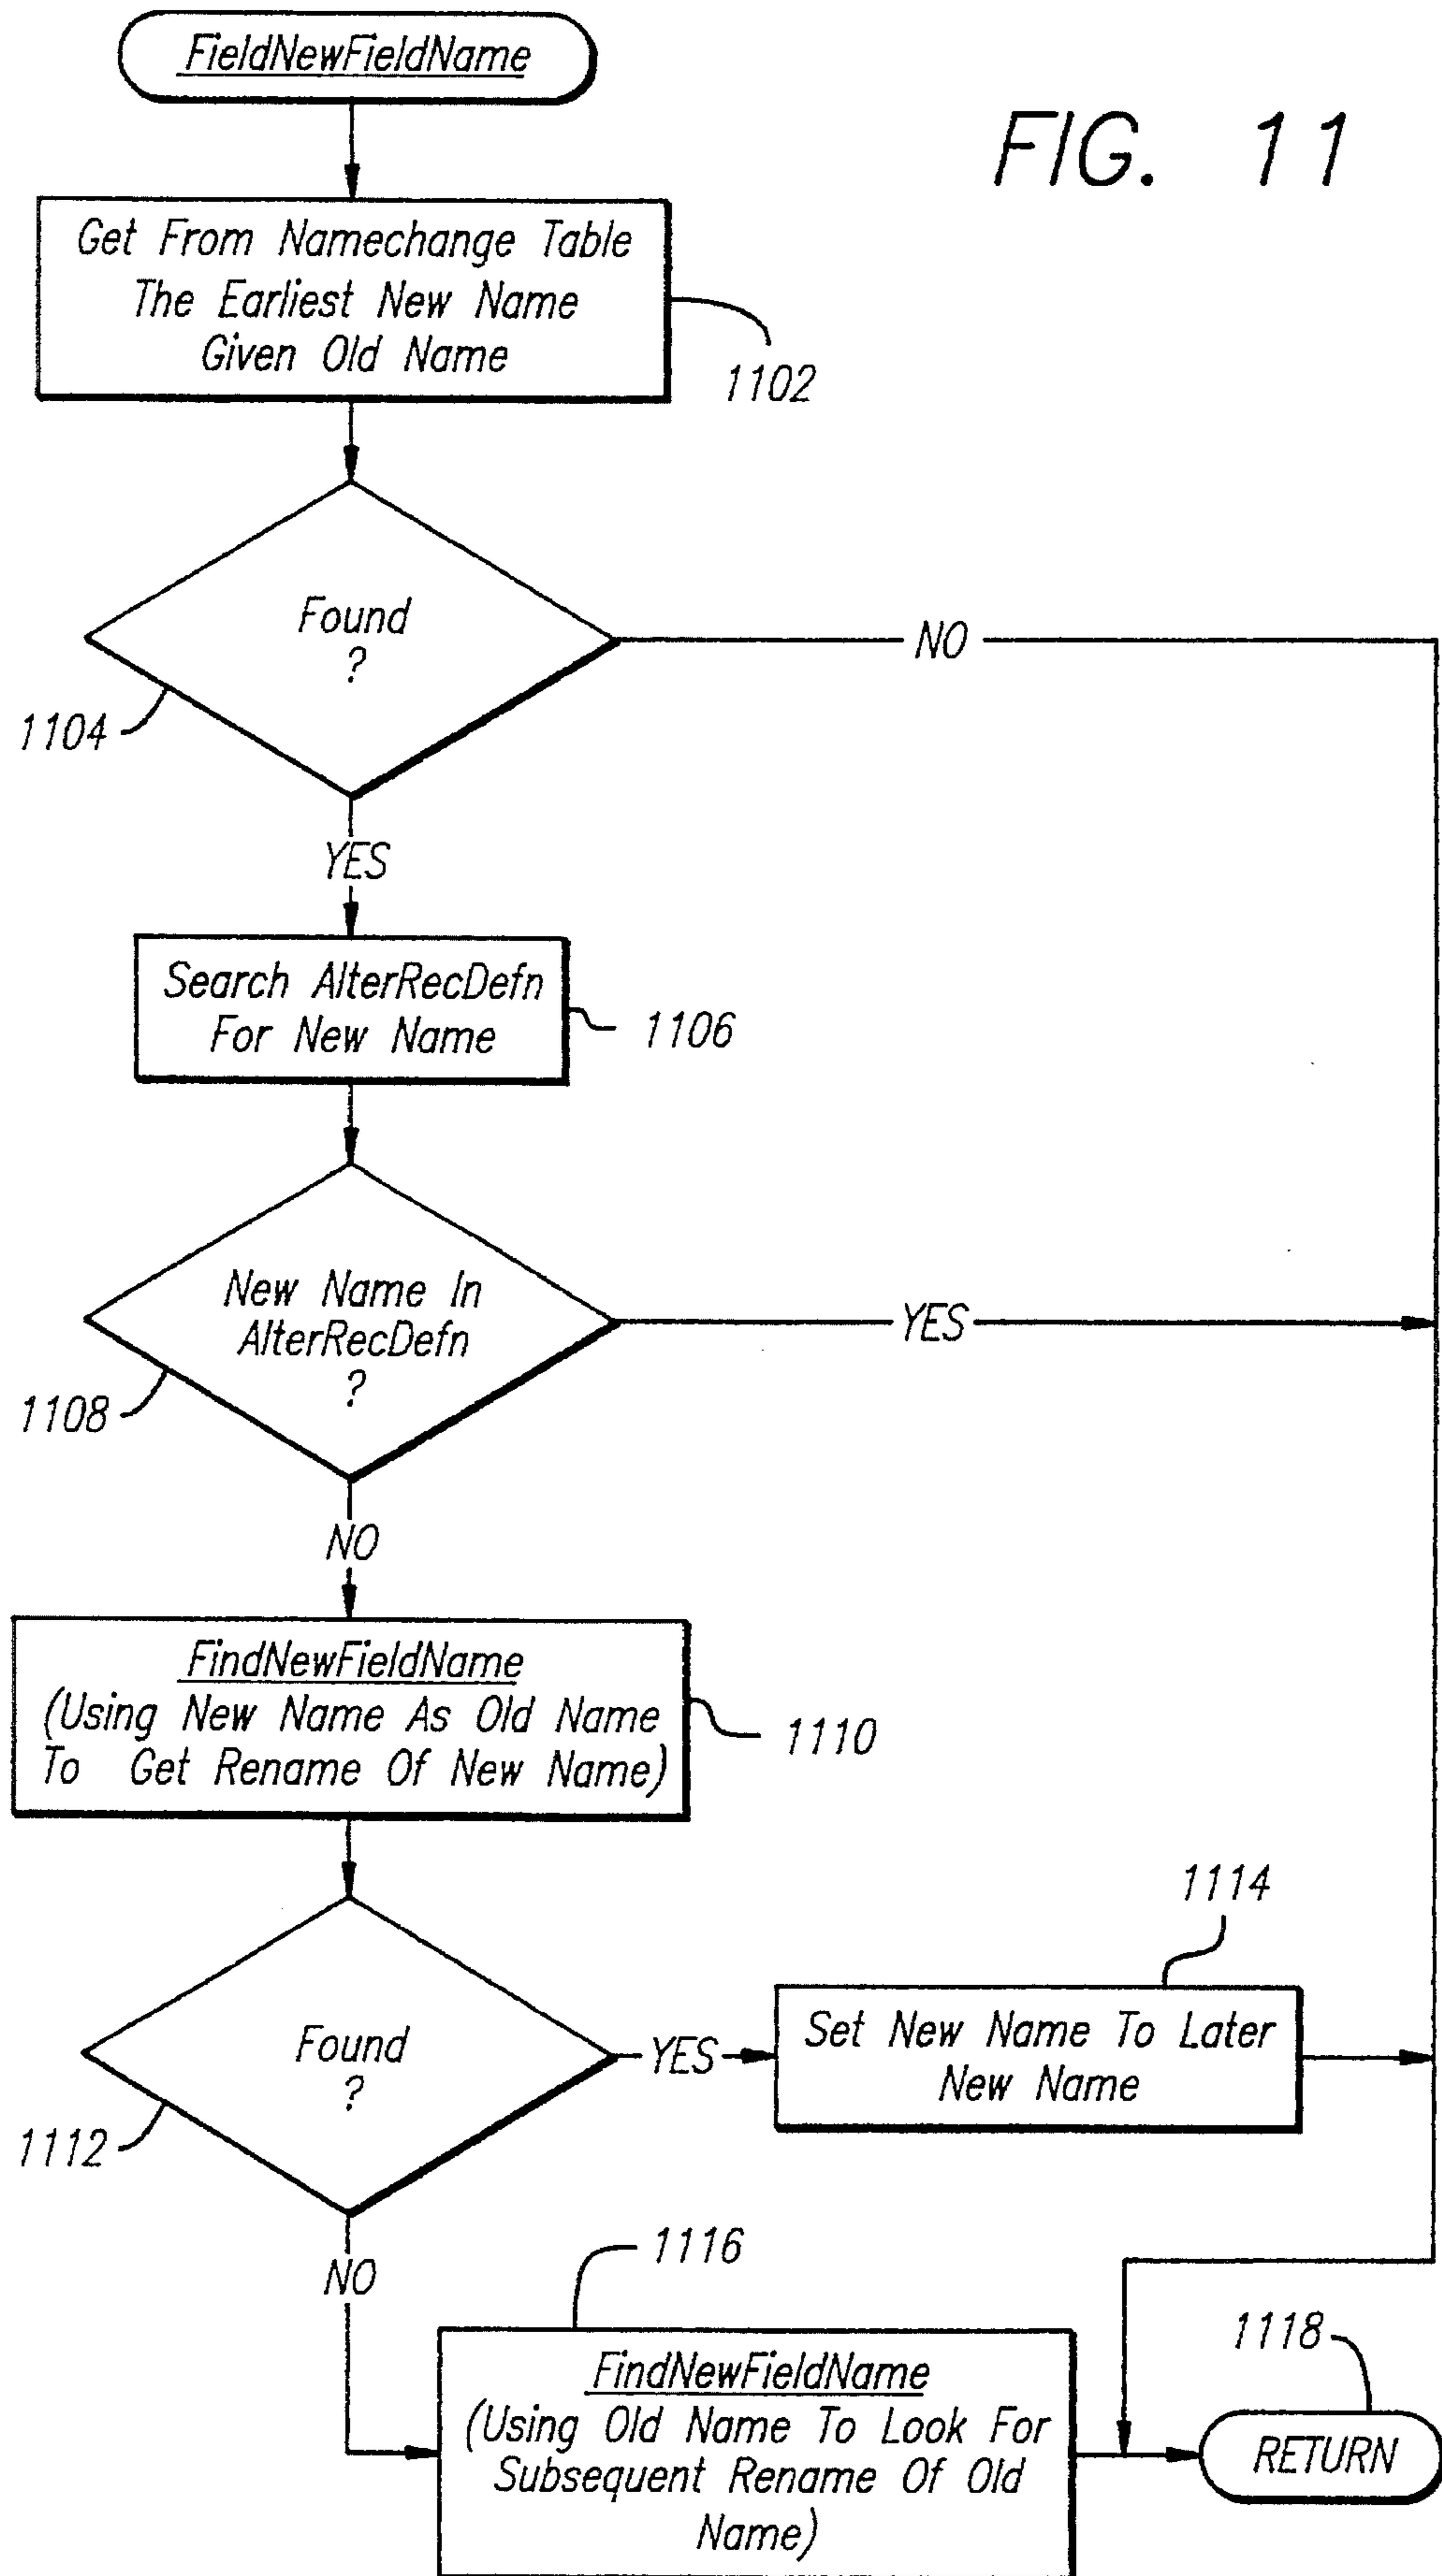 FieldNewFieldName
FIG. 11
Get From Namechange Table
The Earliest New Name
Given Old Name
1102
Found
?
NO
1104
YES
Search AlterRecDefn
For New Name
1106
New Name In
AlterRecDefn
?
YES
1108
NO
FindNewFieldName
(Using New Name As Old Name
To Get Rename Of New Name)
1110
1114
Found
?
YES
Set New Name To Later
New Name
1112
NO
1116
FindNewFieldName
(Using Old Name To Look For
Subsequent Rename Of Old
Name)
1118
RETURN